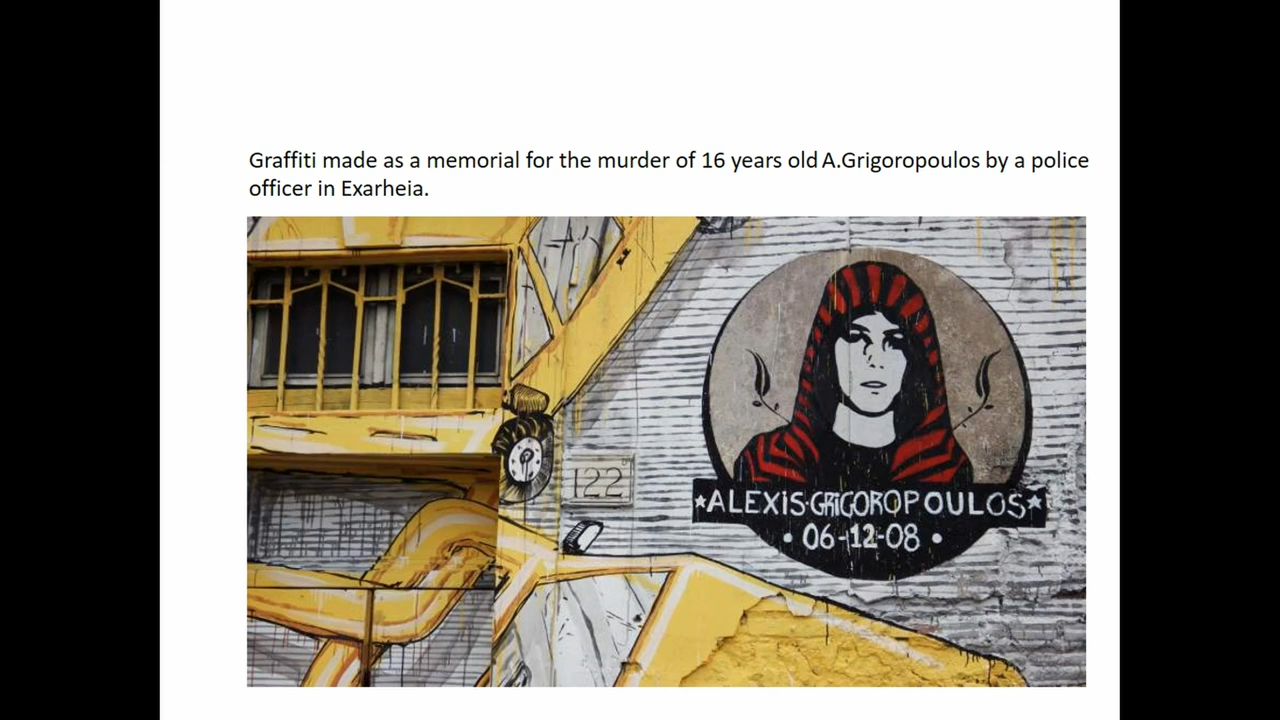 Graffiti made as a memorial for the murder of 16 years old A.Grigoropoulos by a police
officer in Exarheia.
122
★ALEXIS·GRIGOROPOULOS★
• 06-12-08 •